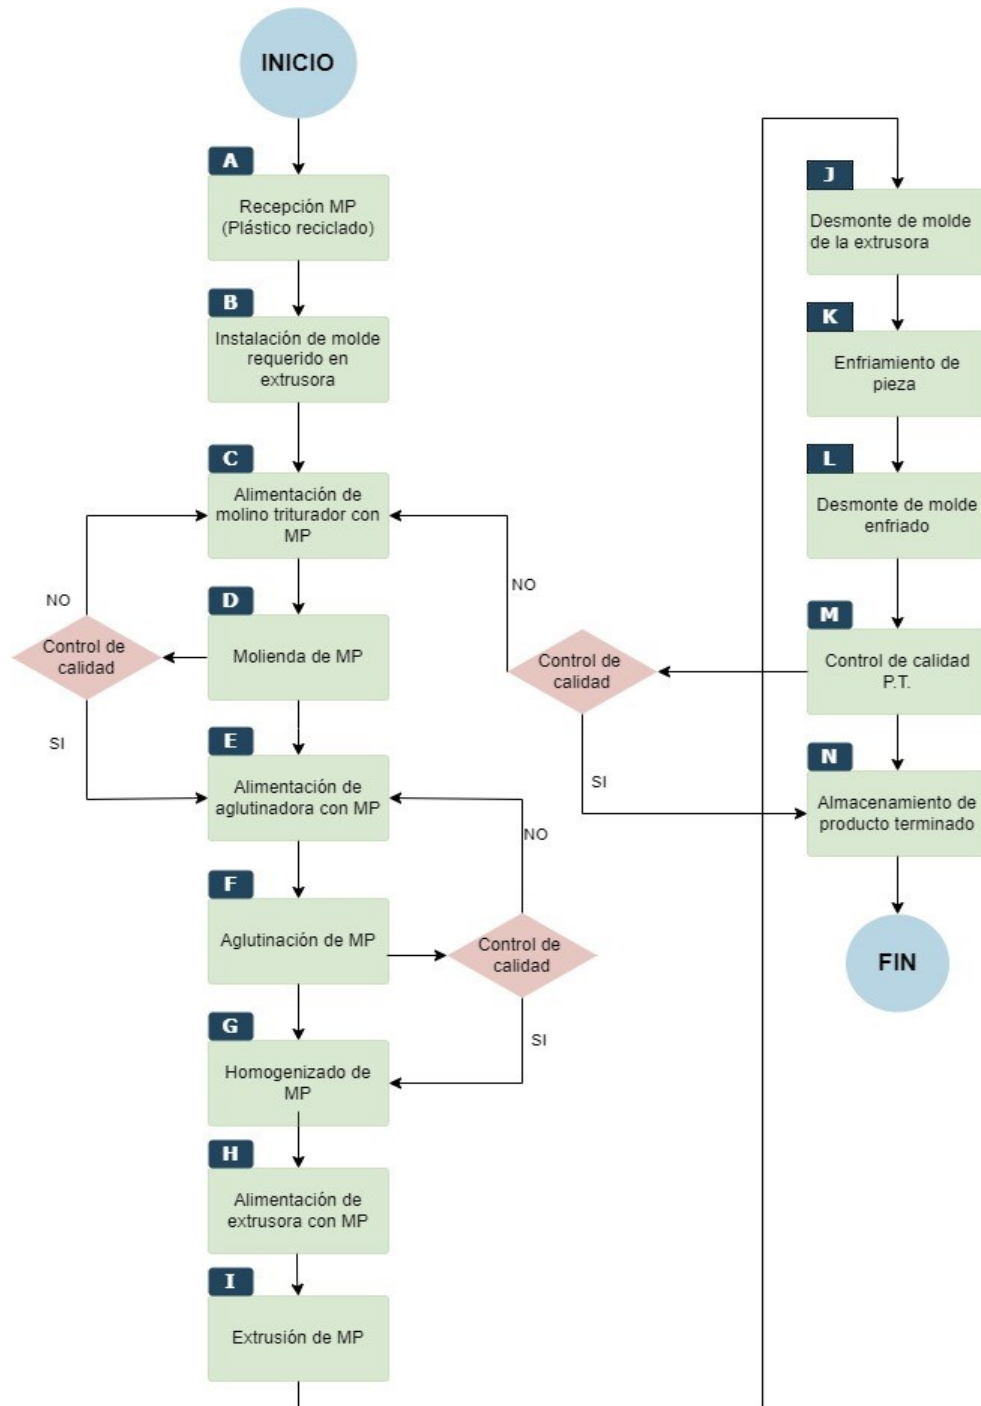 INICIO
A
Recepción MP
(Plástico reciclado)
B
Instalación de molde
requerido en
extrusora
C
Alimentación de
molino triturador con
MP
NO
D
Molienda de MP
Control de
calidad
SI
E
Alimentación de
aglutinadora con MP
NO
F
Aglutinación de MP
Control de
calidad
SI
G
Homogenizado de
MP
H
Alimentación de
extrusora con MP
I
Extrusión de MP
J
Desmonte de molde
de la extrusora
K
Enfriamiento de
pieza
L
Desmonte de molde
enfriado
M
Control de calidad
P.T.
NO
Control de
calidad
SI
N
Almacenamiento de
producto terminado
FIN